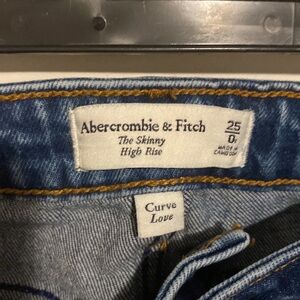 Abercrombie & Fitch
The Skinny
High Rise
25
0
MADE IN
CAMBODIA
Curve
Love